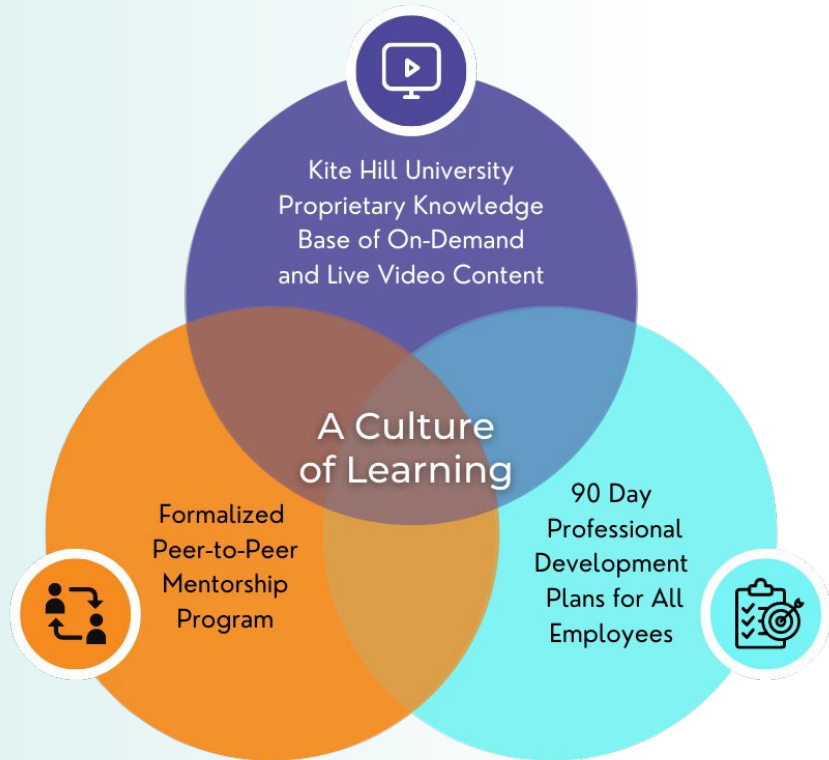 Kite Hill University
Proprietary Knowledge
Base of On-Demand
and Live Video Content
A Culture
of Learning
Formalized
Peer-to-Peer
Mentorship
Program
90 Day
Professional
Development
Plans for All
Employees